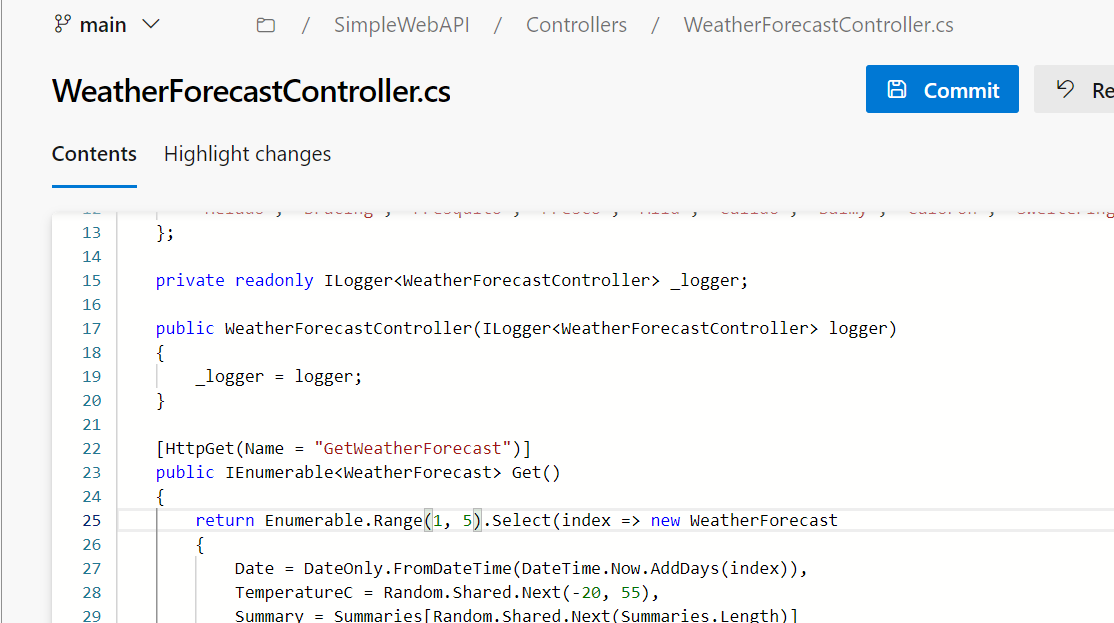 main
/ SimpleWebAPI / Controllers / WeatherForecastController.cs
WeatherForecastController.cs
Commit
Re
Contents
Highlight changes
13 };
14
15 private readonly ILogger<WeatherForecastController> _logger;
16
17 public WeatherForecastController(ILogger<WeatherForecastController> logger)
18 {
19 _logger = logger;
20 }
21
22 [HttpGet(Name = "GetWeatherForecast")]
23 public IEnumerable<WeatherForecast> Get()
24 {
25 return Enumerable.Range(1, 5).Select(index => new WeatherForecast
26 {
27 Date = DateOnly.FromDateTime(DateTime.Now.AddDays(index)),
28 TemperatureC = Random.Shared.Next(-20, 55),
29 Summary = Summaries[Random.Shared.Next(Summaries.Length)]